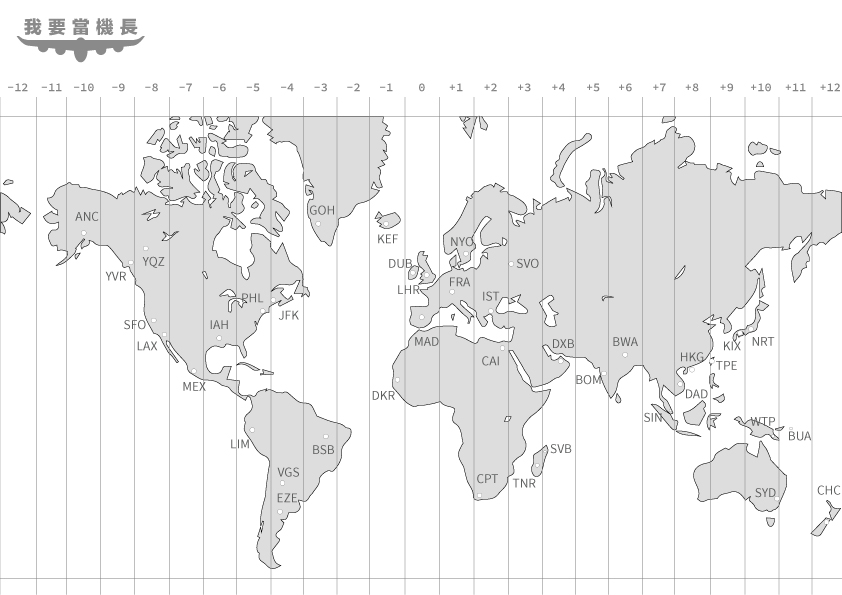 我要當機長
-12 -11 -10 -9 -8 -7 -6 -5 -4 -3 -2 -1 0 +1 +2 +3 +4 +5 +6 +7 +8 +9 +10 +11 +12
GOH
ANC
KEF
NYO
YQZ
DUB
SVO
YVR
FRA
LHR
IST
PHL
JFK
SFO
IAH
LAX
MAD
DXB
BWA
KIX
NRT
CAI
HKG
TPE
BOM
MEX
DKR
DAD
SIN
WTP
BUA
LIM
BSB
SVB
VGS
CPT
TNR
EZE
SYD
CHC